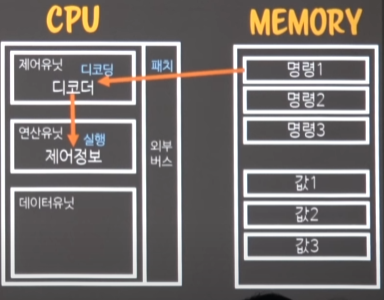 CPU
MEMORY
제어유닛
디코딩
디코더
패치
명령1
명령2
명령3
연산유닛
실행
제어정보
외부
버스
데이터유닛
값1
값2
값3